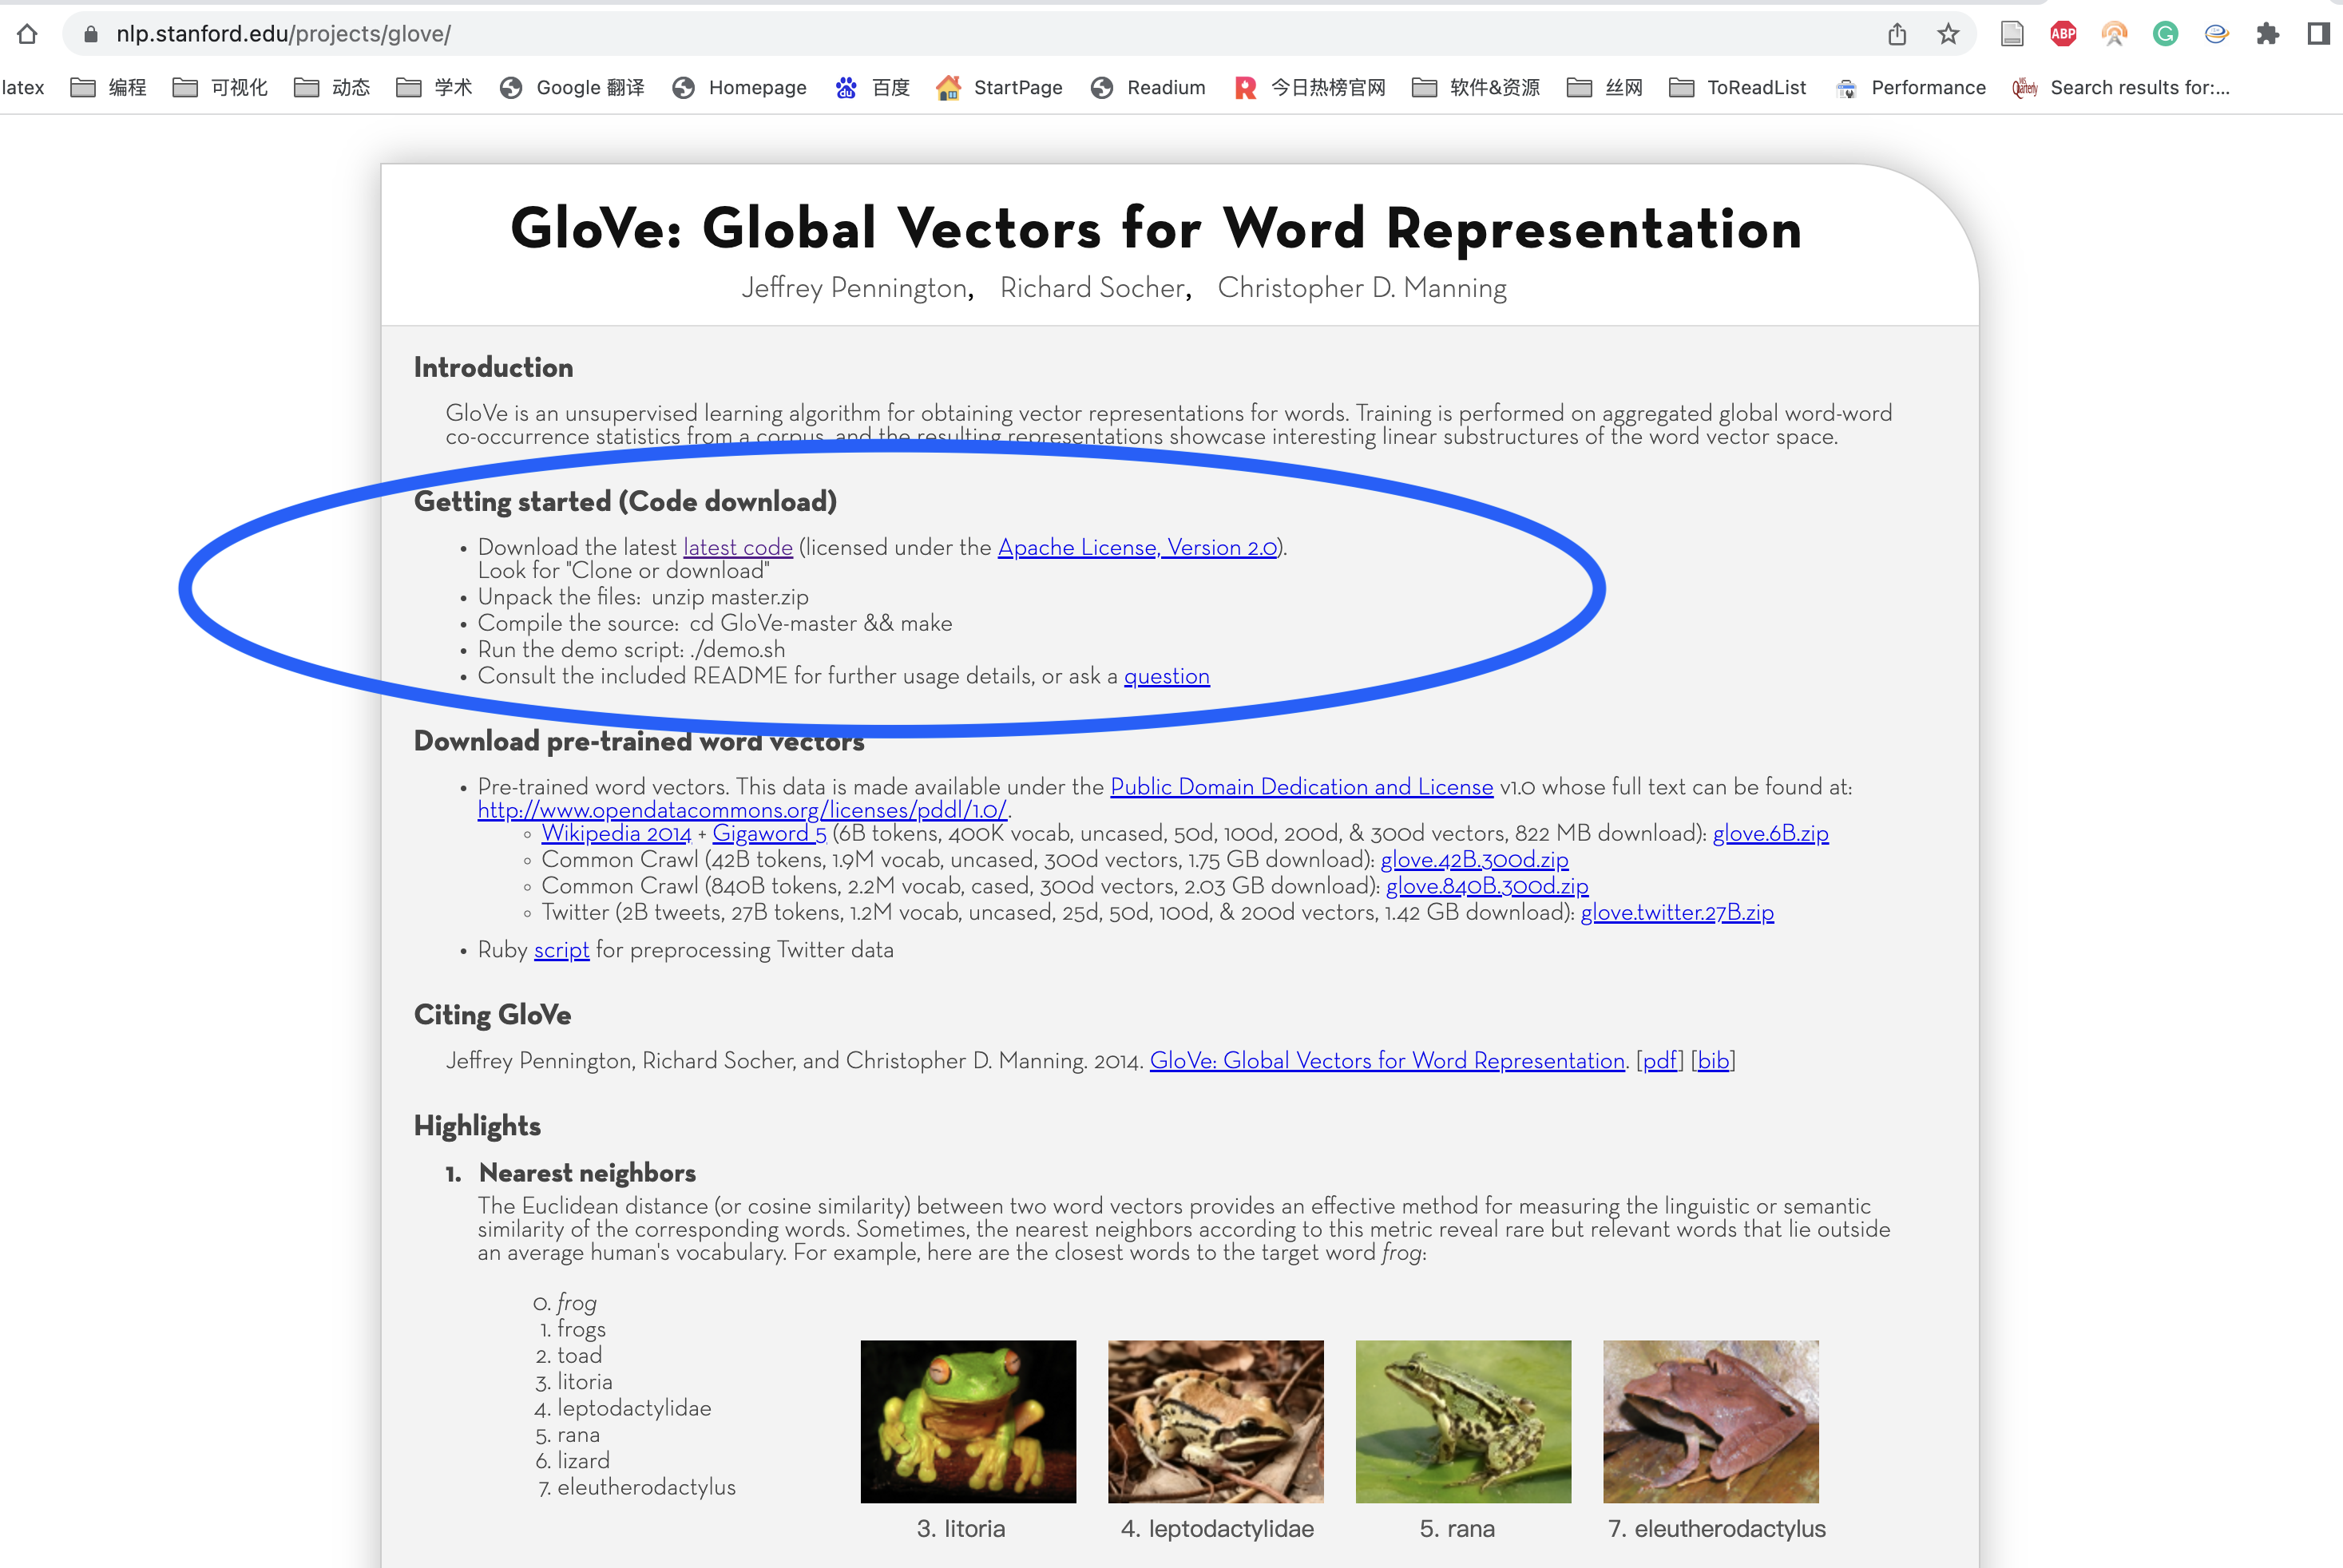 nlp.stanford.edu/projects/glove/
ABP
latex 编程 可视化 动态 学术 Google 翻译 Homepage du 百度 StartPage Readium R 今日热榜官网 软件&资源 丝网 ToReadList Performance Search results for:...
GloVe: Global Vectors for Word Representation
Jeffrey Pennington, Richard Socher, Christopher D. Manning
Introduction
GloVe is an unsupervised learning algorithm for obtaining vector representations for words. Training is performed on aggregated global word-word
co-occurrence statistics from a corpus, and the resulting representations showcase interesting linear substructures of the word vector space.
Getting started (Code download)
• Download the latest latest code (licensed under the Apache License, Version 2.0).
Look for "Clone or download"
• Unpack the files: unzip master.zip
• Compile the source: cd GloVe-master && make
• Run the demo script: ./demo.sh
• Consult the included README for further usage details, or ask a question
Download pre-trained word vectors
• Pre-trained word vectors. This data is made available under the Public Domain Dedication and License v1.0 whose full text can be found at:
http://www.opendatacommons.org/licenses/pddl/1.0/.
◦ Wikipedia 2014 + Gigaword 5 (6B tokens, 400K vocab, uncased, 50d, 100d, 200d, & 300d vectors, 822 MB download): glove.6B.zip
◦ Common Crawl (42B tokens, 1.9M vocab, uncased, 300d vectors, 1.75 GB download): glove.42B.300d.zip
◦ Common Crawl (840B tokens, 2.2M vocab, cased, 300d vectors, 2.03 GB download): glove.840B.300d.zip
◦ Twitter (2B tweets, 27B tokens, 1.2M vocab, uncased, 25d, 50d, 100d, & 200d vectors, 1.42 GB download): glove.twitter.27B.zip
• Ruby script for preprocessing Twitter data
Citing GloVe
Jeffrey Pennington, Richard Socher, and Christopher D. Manning. 2014. GloVe: Global Vectors for Word Representation. [pdf] [bib]
Highlights
1. Nearest neighbors
The Euclidean distance (or cosine similarity) between two word vectors provides an effective method for measuring the linguistic or semantic
similarity of the corresponding words. Sometimes, the nearest neighbors according to this metric reveal rare but relevant words that lie outside
an average human's vocabulary. For example, here are the closest words to the target word frog:
0. frog
1. frogs
2. toad
3. litoria
4. leptodactylidae
5. rana
6. lizard
7. eleutherodactylus
3. litoria 4. leptodactylidae 5. rana 7. eleutherodactylus